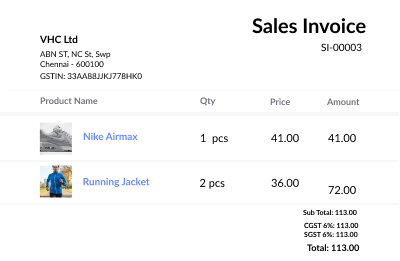 Sales Invoice
SI-00003
VHC Ltd
ABN ST, NC St, Swp
Chennai - 600100
GSTIN: 33AA88JJKJ778HK0
Product Name Qty Price Amount
Nike Airmax 1 pcs 41.00 41.00
Running Jacket 2 pcs 36.00 72.00
Sub Total: 113.00
CGST 6%: 113.00
SGST 6%: 113.00
Total: 113.00